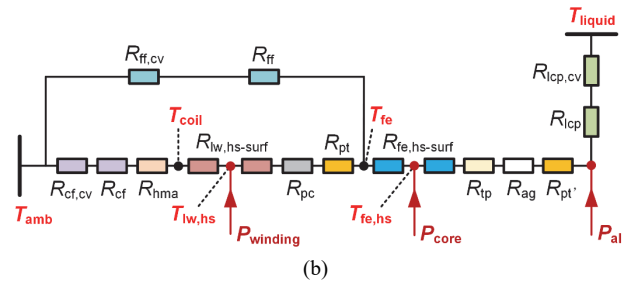 T_liquid
R_ff,cv
R_ff
R_lcp,cv
T_coil
T_fe
R_lw,hs-surf
R_fe,hs-surf
R_lcp
R_pt
R_cf,cv
R_cf
R_hma
R_pc
R_tp
R_ag
R_pt'
T_amb
T_lw,hs
T_fe,hs
P_winding
P_core
P_al
(b)